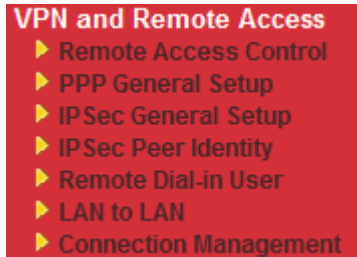 VPN and Remote Access
Remote Access Control
PPP General Setup
IPSec General Setup
IPSec Peer Identity
Remote Dial-in User
LAN to LAN
Connection Management